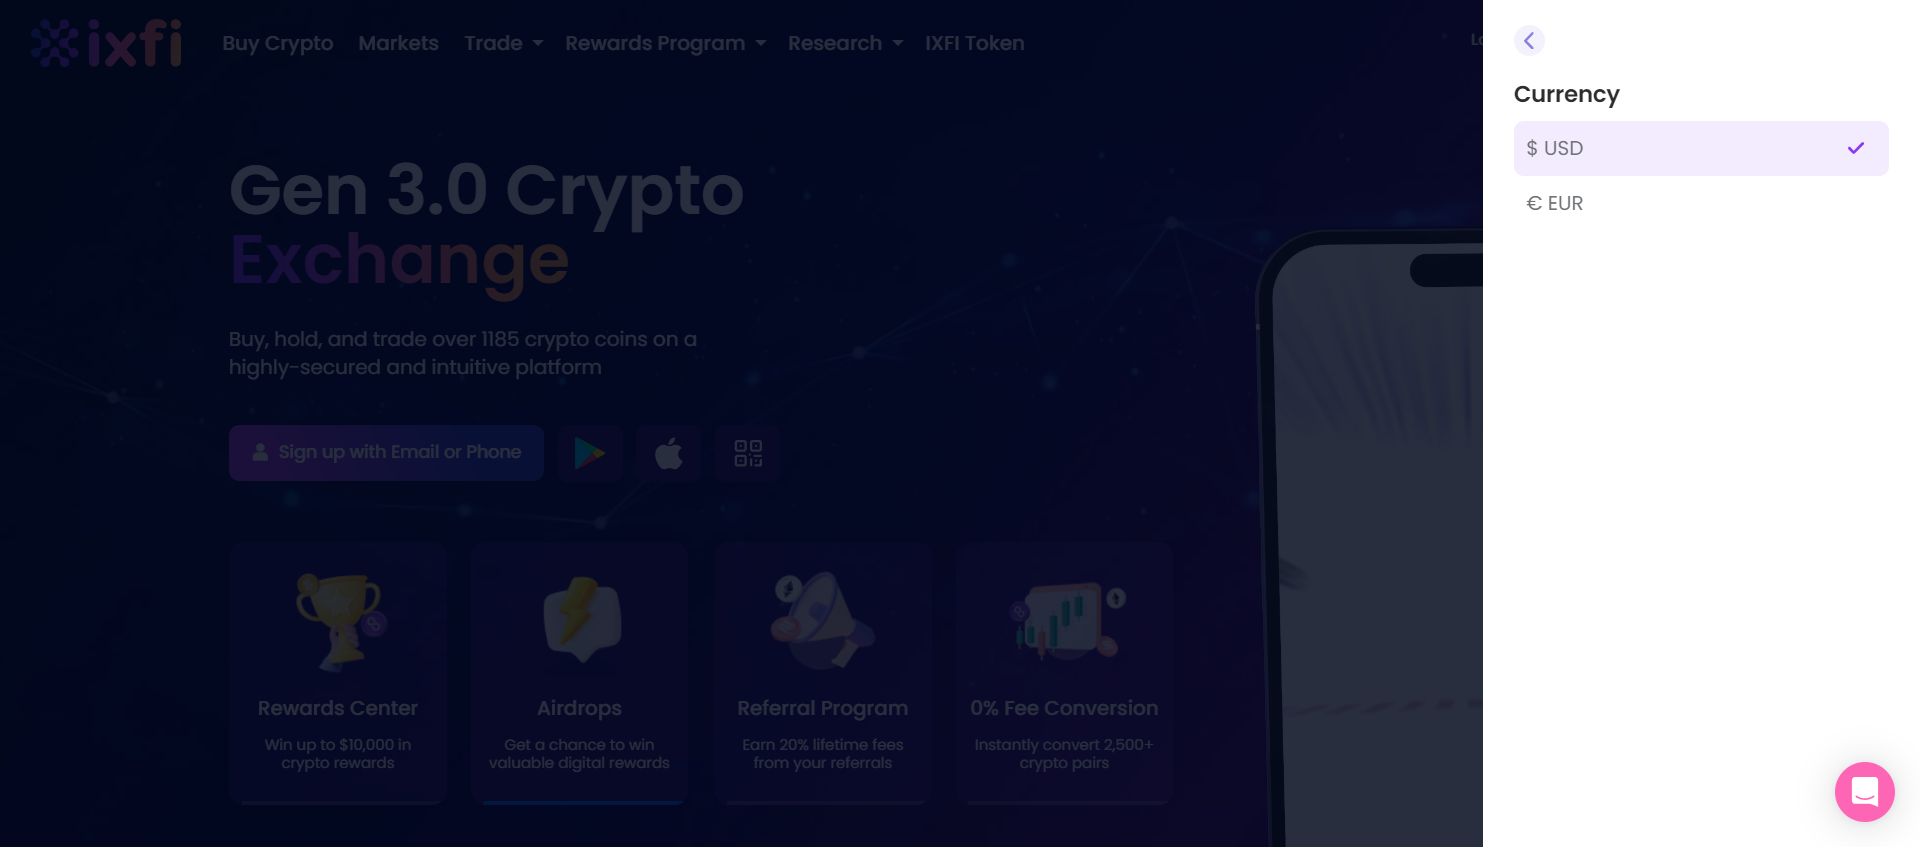 ixfi
Buy Crypto
Markets
Trade
Rewards Program
Research
IXFI Token
Gen 3.0 Crypto
Exchange
Buy, hold, and trade over 1185 crypto coins on a
highly-secured and intuitive platform
Sign up with Email or Phone
Rewards Center
Win up to $10,000 in
crypto rewards
Airdrops
Get a chance to win
valuable digital rewards
Referral Program
Earn 20% lifetime fees
from your referrals
0% Fee Conversion
Instantly convert 2,500+
crypto pairs
Currency
$ USD
€ EUR